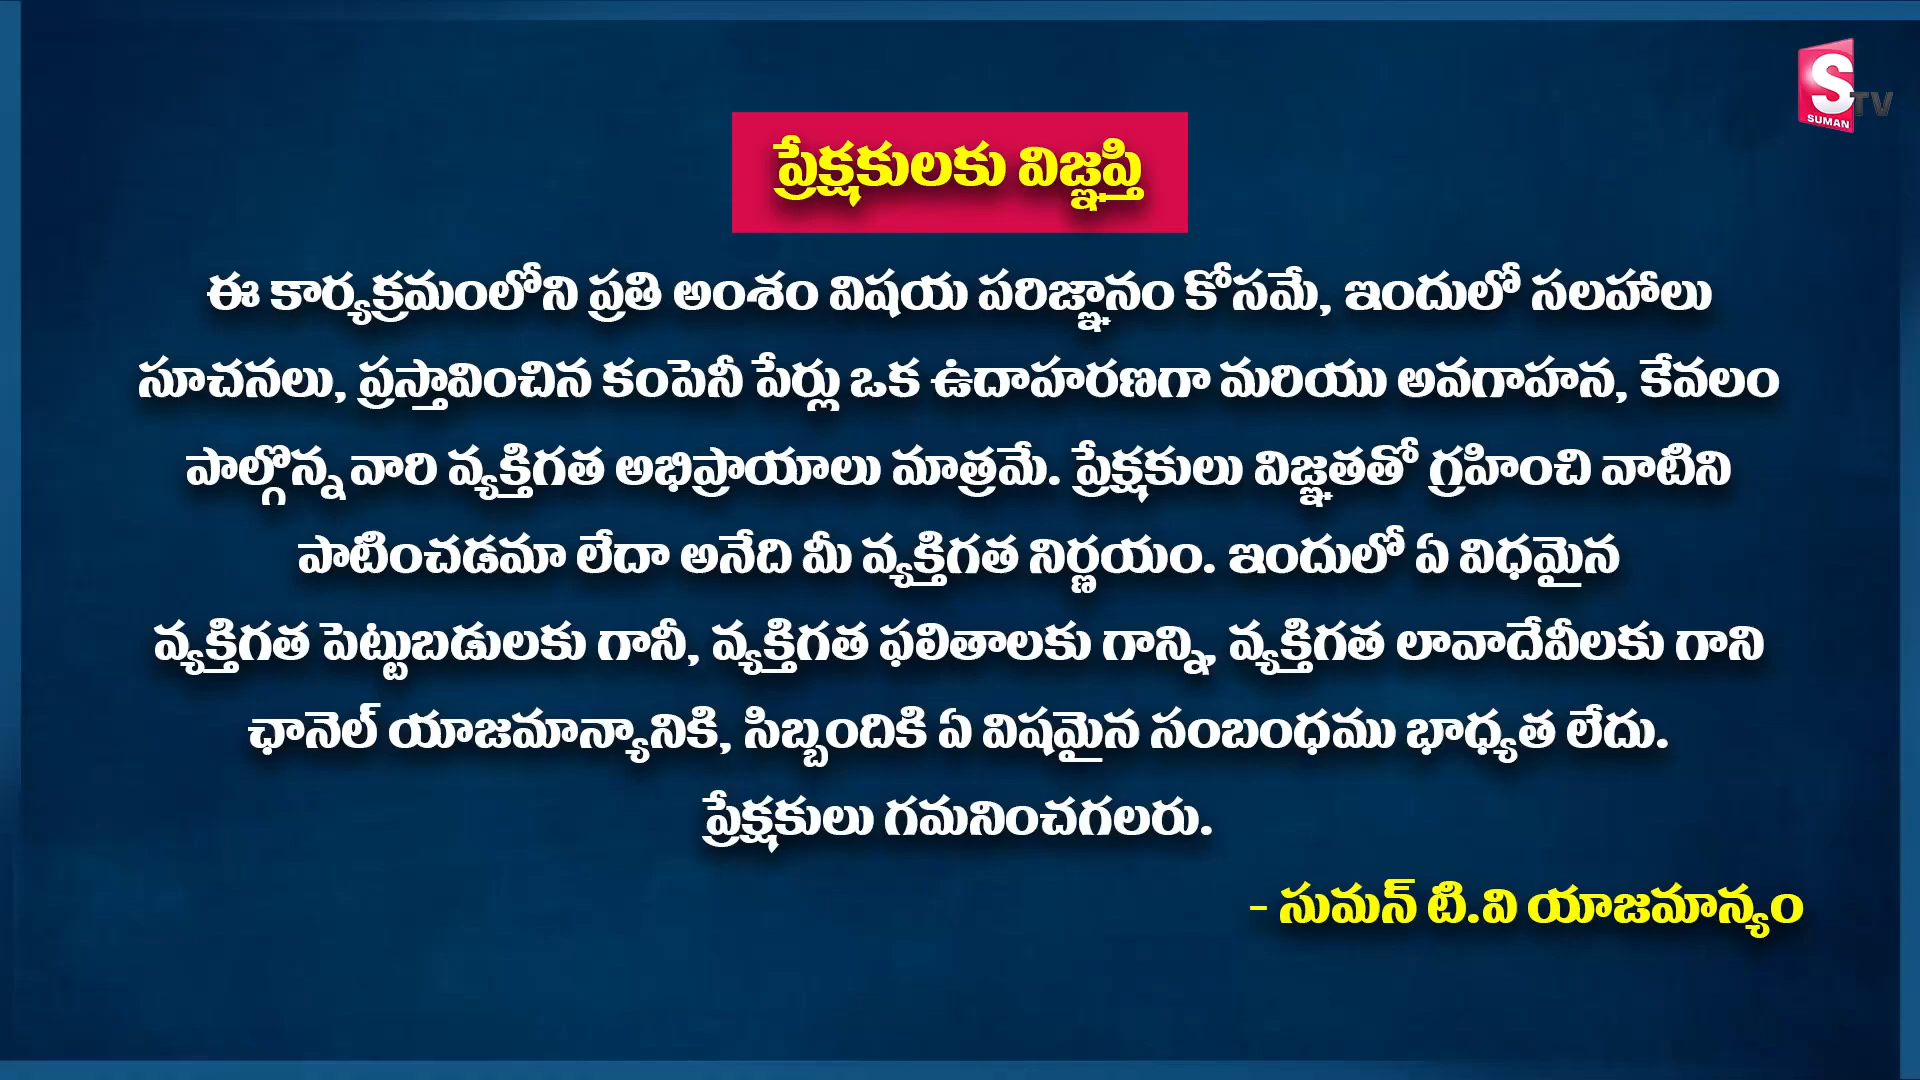 S
TV
SUMAN
ప్రేక్షకులకు విజ్ఞప్తి
ఈ కార్యక్రమంలోని ప్రతి అంశం విషయ పరిజ్ఞానం కోసమే, ఇందులో సలహాలు
సూచనలు, ప్రస్తావించిన కంపెనీ పేర్లు ఒక ఉదాహరణగా మరియు అవగాహన, కేవలం
పాల్గొన్న వారి వ్యక్తిగత అభిప్రాయాలు మాత్రమే. ప్రేక్షకులు విజ్ఞతతో గ్రహించి వాటిని
పాటించడమా లేదా అనేది మీ వ్యక్తిగత నిర్ణయం. ఇందులో ఏ విధమైన
వ్యక్తిగత పెట్టుబడులకు గానీ, వ్యక్తిగత ఫలితాలకు గాన్ని, వ్యక్తిగత లావాదేవీలకు గాని
ఛానెల్ యాజమాన్యానికి, సిబ్బందికి ఏ విషమైన సంబంధము భాధ్యత లేదు.
ప్రేక్షకులు గమనించగలరు.
- సుమన్ టి.వి యాజమాన్యం